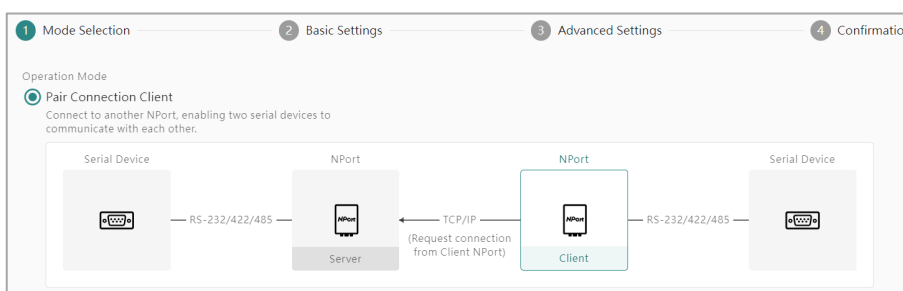 1 Mode Selection 2 Basic Settings 3 Advanced Settings 4 Confirmatio
Operation Mode
Pair Connection Client
Connect to another NPort, enabling two serial devices to
communicate with each other.
Serial Device NPort NPort Serial Device
RS-232/422/485 NPort TCP/IP NPort RS-232/422/485
(Request connection
from Client NPort)
Server Client